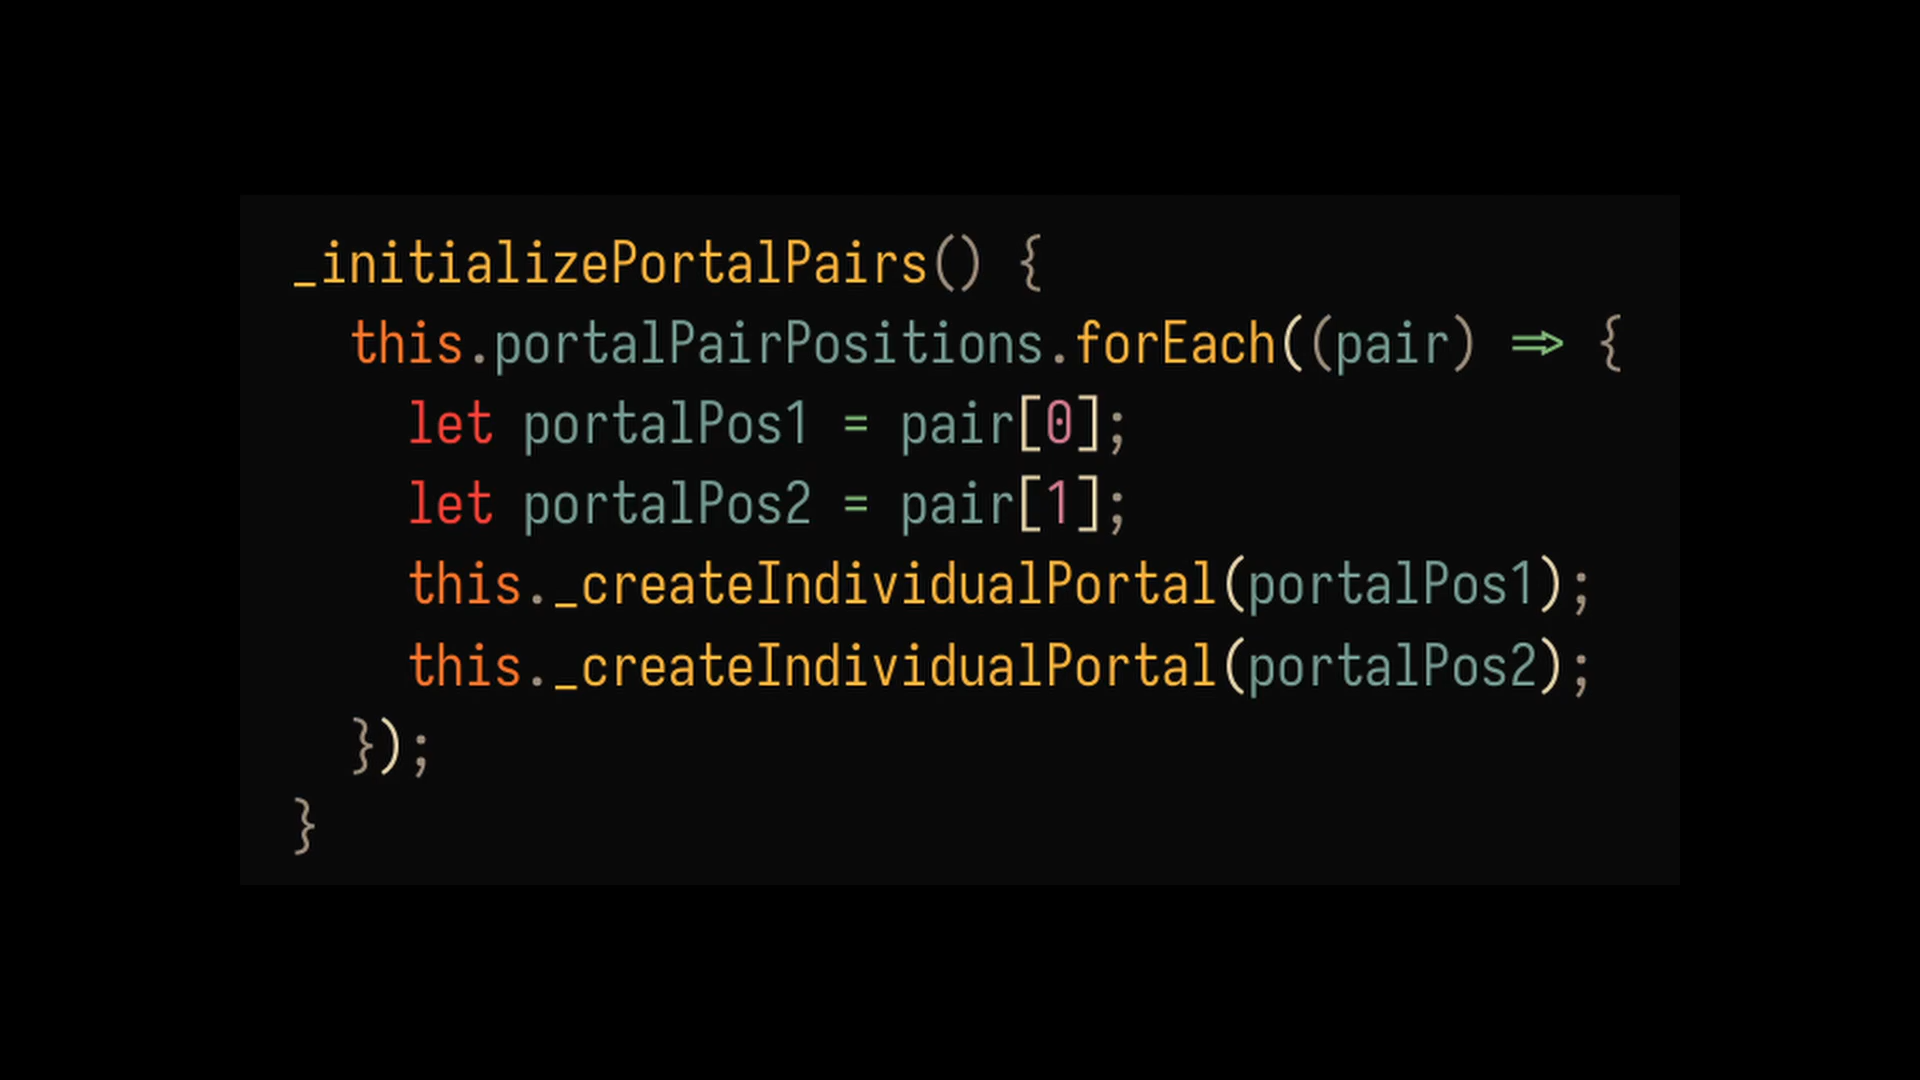 _initializePortalPairs() {
  this.portalPairPositions.forEach((pair) => {
    let portalPos1 = pair[0];
    let portalPos2 = pair[1];
    this._createIndividualPortal(portalPos1);
    this._createIndividualPortal(portalPos2);
  });
}